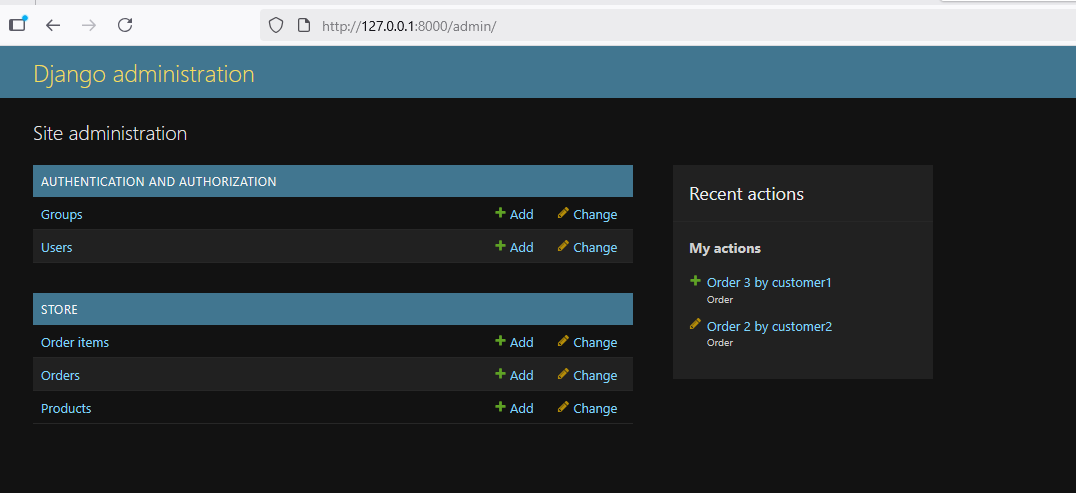 http://127.0.0.1:8000/admin/
Django administration
Site administration
AUTHENTICATION AND AUTHORIZATION
Groups Add Change
Users Add Change
STORE
Order items Add Change
Orders Add Change
Products Add Change
Recent actions
My actions
Order 3 by customer1
Order
Order 2 by customer2
Order